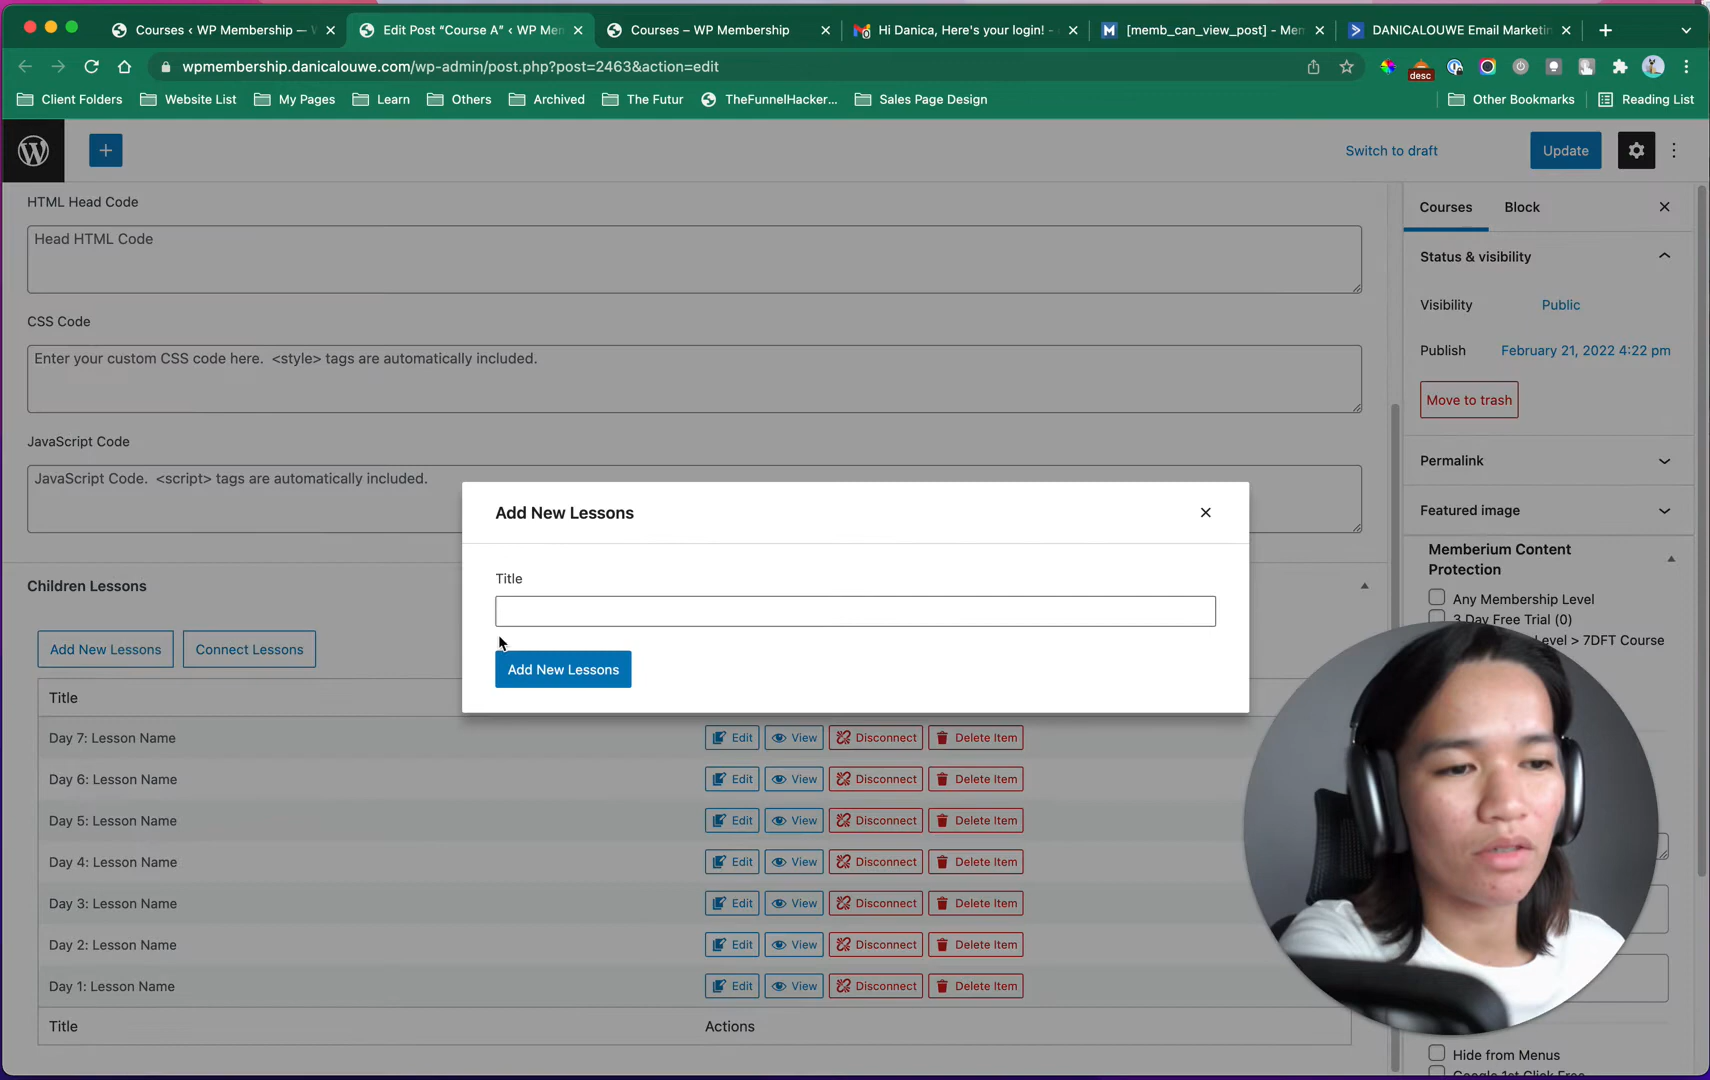 Courses ‹ WP Membership —
Edit Post “Course A” ‹ WP Mem
Courses – WP Membership
Hi Danica, Here's your login! -
[memb_can_view_post] - Mem
DANICALOUWE Email Marketin
wpmembership.danicalouwe.com/wp-admin/post.php?post=2463&action=edit
desc
Client Folders
Website List
My Pages
Learn
Others
Archived
The Futur
TheFunnelHacker...
Sales Page Design
Other Bookmarks
Reading List
Switch to draft
Update
HTML Head Code
Head HTML Code
CSS Code
Enter your custom CSS code here. <style> tags are automatically included.
JavaScript Code
JavaScript Code. <script> tags are automatically included.
Add New Lessons
Title
Add New Lessons
Children Lessons
Add New Lessons
Connect Lessons
Title
Day 7: Lesson Name Edit View Disconnect Delete Item
Day 6: Lesson Name Edit View Disconnect Delete Item
Day 5: Lesson Name Edit View Disconnect Delete Item
Day 4: Lesson Name Edit View Disconnect Delete Item
Day 3: Lesson Name Edit View Disconnect Delete Item
Day 2: Lesson Name Edit View Disconnect Delete Item
Day 1: Lesson Name Edit View Disconnect Delete Item
Title Actions
Courses
Block
Status & visibility
Visibility Public
Publish February 21, 2022 4:22 pm
Move to trash
Permalink
Featured image
Memberium Content
Protection
Any Membership Level
3 Day Free Trial (0)
Level > 7DFT Course
Hide from Menus
Google 1st Click Free